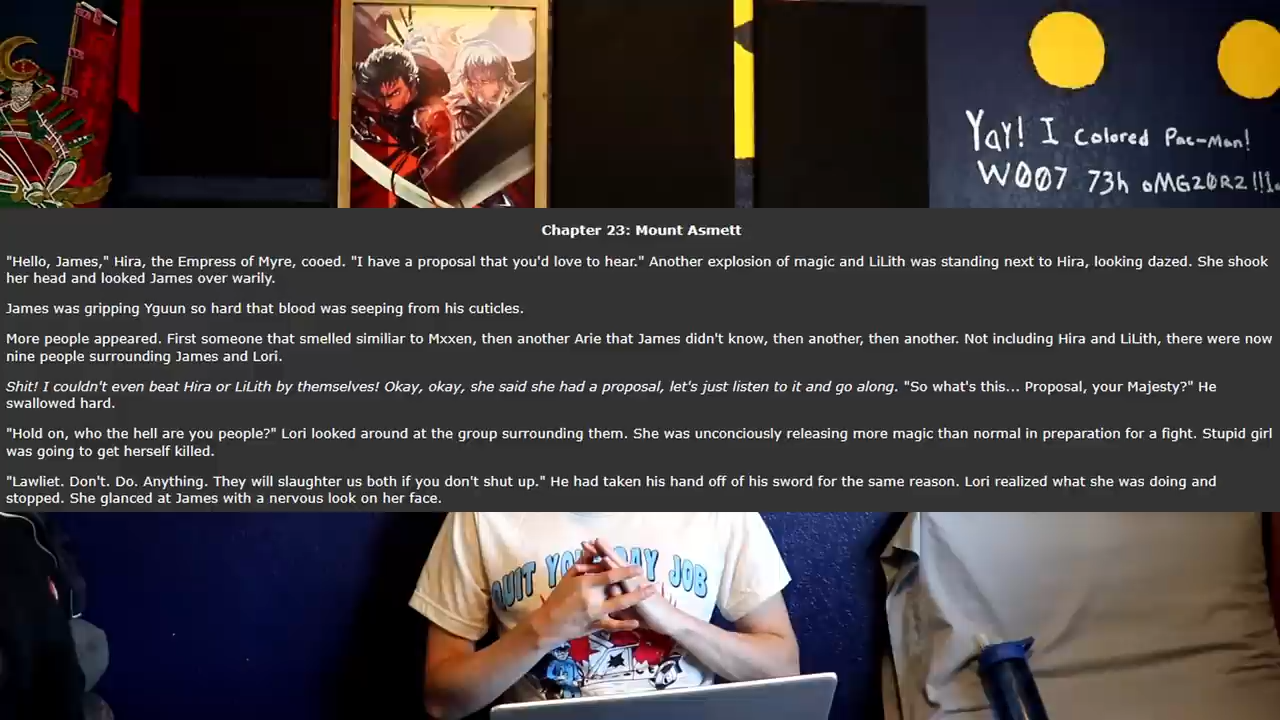 Yay! I Colored Pac-Man!
W007 73h oMG20R2!!1
Chapter 23: Mount Asmett
"Hello, James," Hira, the Empress of Myre, cooed. "I have a proposal that you'd love to hear." Another explosion of magic and LiLith was standing next to Hira, looking dazed. She shook
her head and looked James over warily.
James was gripping Yguun so hard that blood was seeping from his cuticles.
More people appeared. First someone that smelled similiar to Mxxen, then another Arie that James didn't know, then another, then another. Not including Hira and LiLith, there were now
nine people surrounding James and Lori.
Shit! I couldn't even beat Hira or LiLith by themselves! Okay, okay, she said she had a proposal, let's just listen to it and go along. "So what's this... Proposal, your Majesty?" He
swallowed hard.
"Hold on, who the hell are you people?" Lori looked around at the group surrounding them. She was unconciously releasing more magic than normal in preparation for a fight. Stupid girl
was going to get herself killed.
"Lawliet. Don't. Do. Anything. They will slaughter us both if you don't shut up." He had taken his hand off of his sword for the same reason. Lori realized what she was doing and
stopped. She glanced at James with a nervous look on her face.
QUIT YOUR DAY JOB